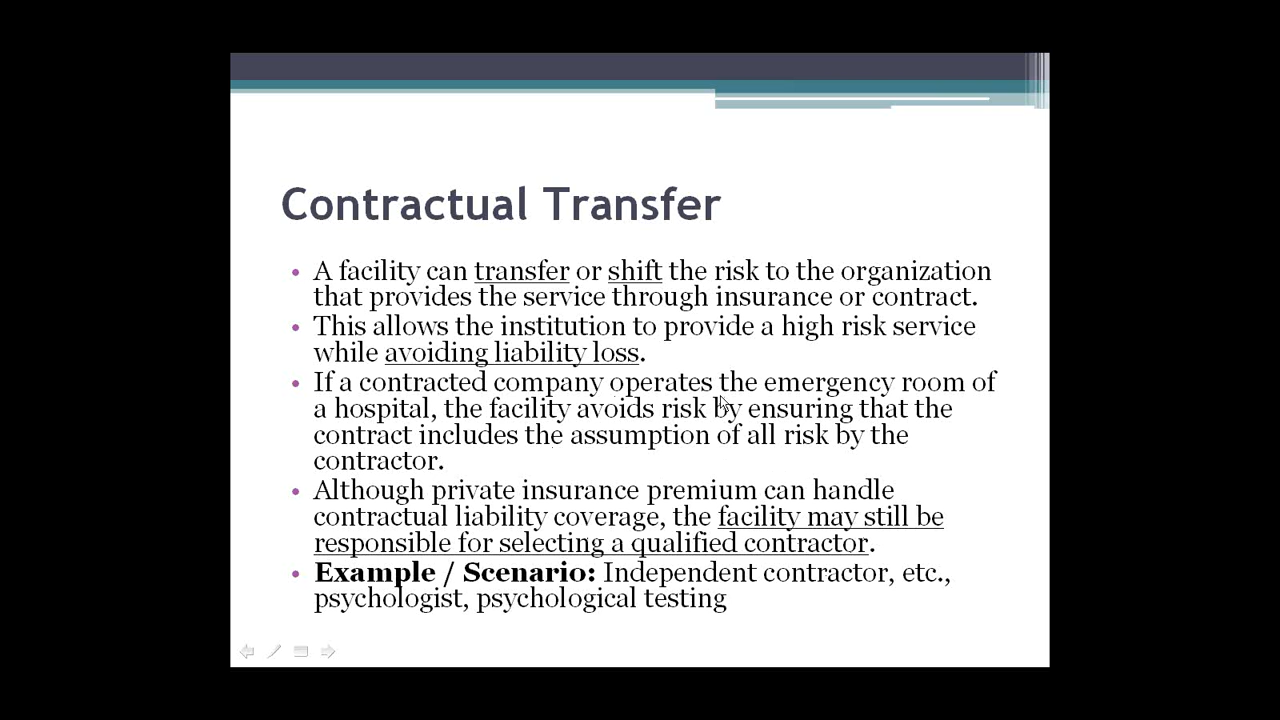 Contractual Transfer
• A facility can transfer or shift the risk to the organization
that provides the service through insurance or contract.
• This allows the institution to provide a high risk service
while avoiding liability loss.
• If a contracted company operates the emergency room of
a hospital, the facility avoids risk by ensuring that the
contract includes the assumption of all risk by the
contractor.
• Although private insurance premium can handle
contractual liability coverage, the facility may still be
responsible for selecting a qualified contractor.
• Example / Scenario: Independent contractor, etc.,
psychologist, psychological testing